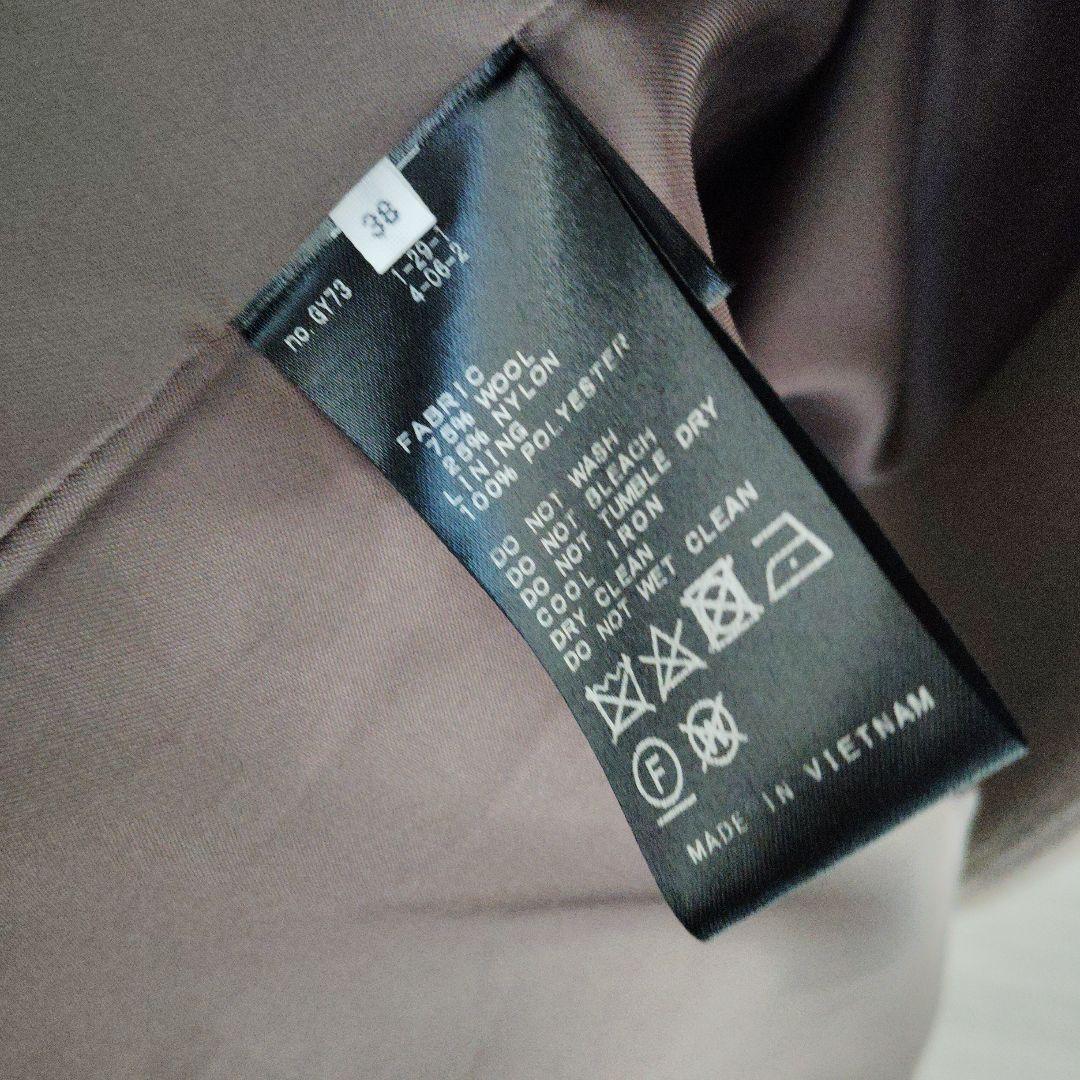 38
no. GY73
1-29-1
4-06-2
FABRIC
75% WOOL
25% NYLON
LINING
100% POLYESTER
DO NOT WASH
DO NOT BLEACH
DO NOT TUMBLE DRY
COOL IRON
DRY CLEAN
DO NOT WET CLEAN
F
W
MADE IN VIETNAM